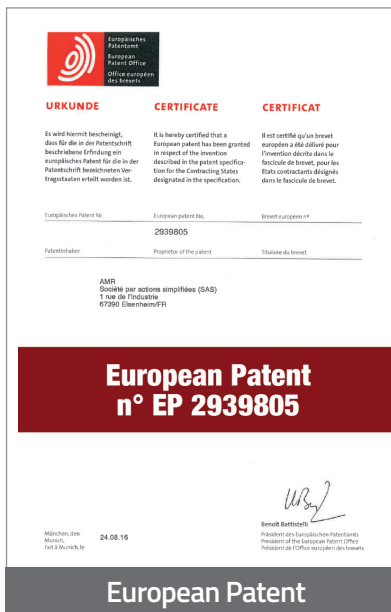 Europäisches
Patentamt
European
Patent Office
Office européen
des brevets
URKUNDE
Es wird hiermit bescheinigt,
dass für die in der Patentschrift
beschriebene Erfindung ein
europäisches Patent für die in der
Patentschrift bezeichneten Ver-
tragsstaaten erteilt worden ist.
CERTIFICATE
It is hereby certified that a
European patent has been granted
in respect of the invention
described in the patent specifica-
tion for the Contracting States
designated in the specification.
CERTIFICAT
Il est certifié qu'un brevet
européen a été délivré pour
l'invention décrite dans le
fascicule de brevet, pour les
Etats contractants désignés
dans le fascicule de brevet.
Europäisches Patent Nr.
European patent No.
Brevet européen nº
2939805
Patentinhaber
Proprietor of the patent
Titulaire du brevet
AMR
Société par actions simplifiées (SAS)
1 rue de l'Industrie
67390 Elsenheim/FR
European Patent
n° EP 2939805
Benoît Battistelli
Präsident des Europäischen Patentamts
President of the European Patent Office
Président de l'Office européen des brevets
München, den
Munich,
Fait à Munich, le
24.08.16
European Patent